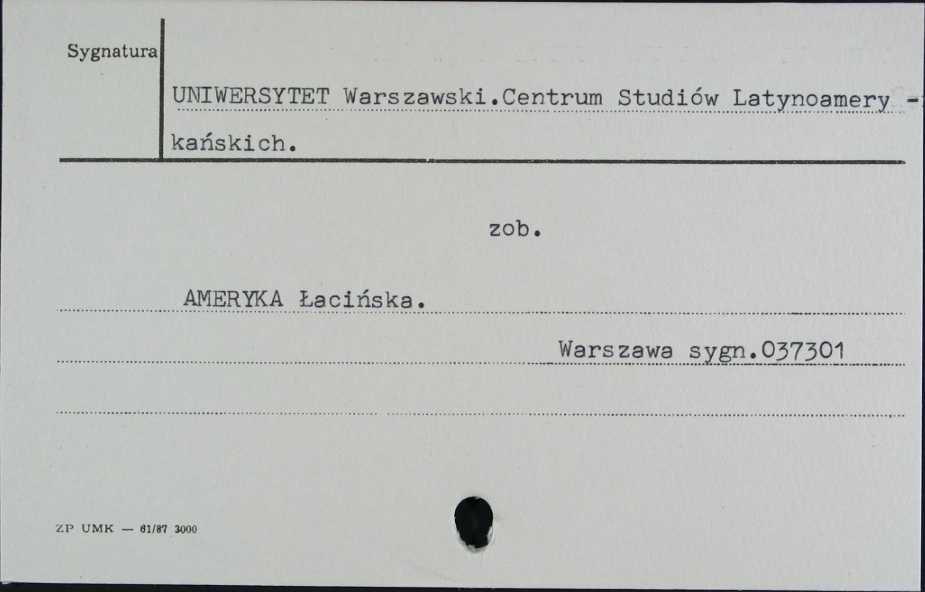 Sygnatura
UNIWERSYTET Warszawski.Centrum Studiów Latynoamery -
kańskich.
zob.
AMERYKA Łacińska.
Warszawa sygn.037301
ZP UMK — 61/87 3000